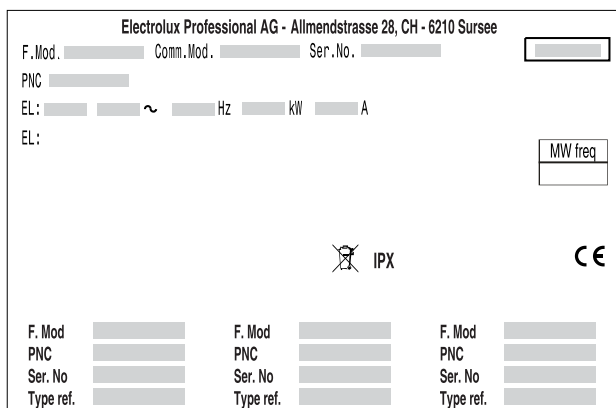 Electrolux Professional AG - Allmendstrasse 28, CH - 6210 Sursee
F.Mod. Comm.Mod. Ser.No.
PNC
EL: ~ Hz kW A
EL:
MW freq
IPX CE
F. Mod F. Mod F. Mod
PNC PNC PNC
Ser. No Ser. No Ser. No
Type ref. Type ref. Type ref.